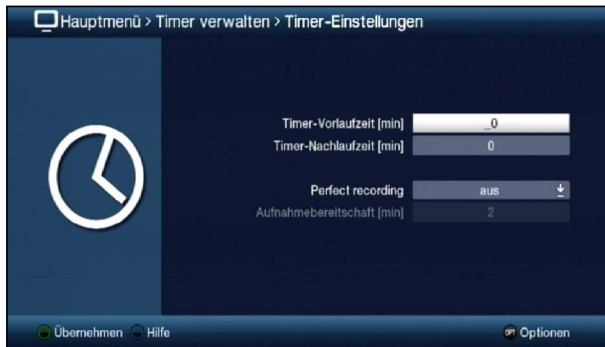 Hauptmenü > Timer verwalten > Timer-Einstellungen
Timer-Vorlaufzeit [min] _0
Timer-Nachlaufzeit [min] 0
Perfect recording aus
Aufnahmebereitschaft [min] 2
Übernehmen Hilfe OPT Optionen